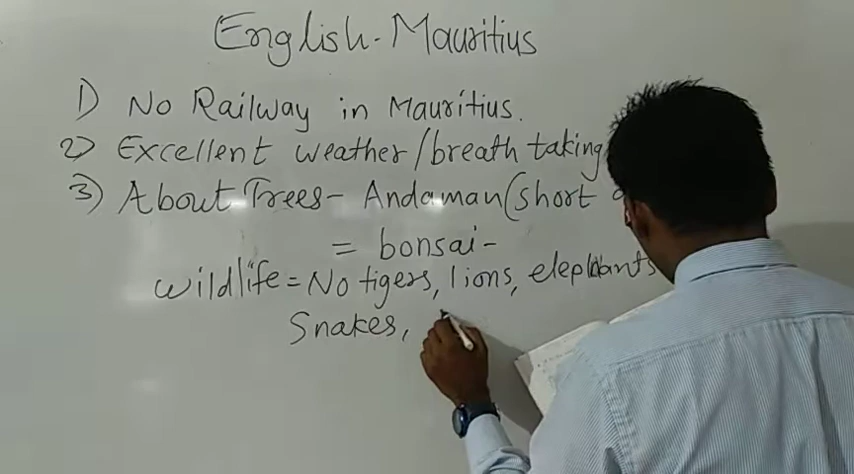 English - Mauritius
1) No Railway in Mauritius.
2) Excellent weather/breath taking
3) About Trees - Andaman (short
= bonsai -
wildlife = No tigers, lions, elephants
Snakes,